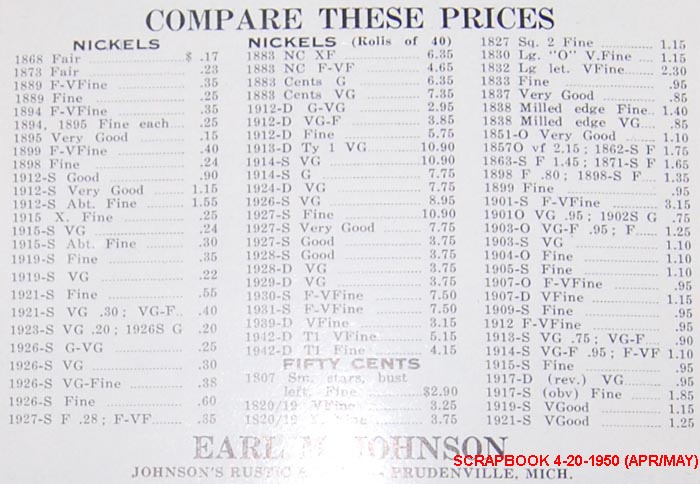 COMPARE THESE PRICES
NICKELS
1868 Fair $ .17
1873 Fair .23
1889 F-VFine .35
1889 Fine .25
1894 F-VFine .35
1894, 1895 Fine each .25
1895 Very Good .15
1899 F-VFine .40
1898 Fine .24
1912-S Good .90
1912-S Very Good 1.15
1912-S Abt. Fine 1.55
1915 X. Fine .25
1915-S VG .24
1915-S Abt. Fine .30
1919-S Fine .35
1919-S VG .22
1921-S Fine .55
1921-S VG .30; VG-F .40
1923-S VG .20; 1926S G .20
1926-S G-VG .25
1926-S VG .30
1926-S VG-Fine .38
1926-S Fine .60
1927-S F .28; F-VF .35
NICKELS (Rolls of 40)
1883 NC XF 6.35
1883 NC F-VF 4.65
1883 Cents G 6.35
1883 Cents VG 7.35
1912-D G-VG 2.95
1912-D VG-F 3.85
1912-D Fine 5.75
1913-D Ty 1 VG 10.90
1914-S VG 10.90
1914-S G 7.75
1924-D VG 7.75
1926-S VG 8.95
1927-S Fine 10.90
1927-S Very Good 7.75
1927-S Good 3.75
1928-S Good 3.75
1928-D VG 3.75
1929-D VG 3.75
1930-S F-VFine 7.50
1931-S F-VFine 7.50
1939-D VFine 3.15
1942-D T1 VFine 5.15
1942-D T1 Fine 4.15
FIFTY CENTS
1807 Sm. stars, bust
left, Fine $2.90
1820/19 VFine 3.25
1820/19 X. Fine 3.75
1827 Sq. 2 Fine 1.15
1830 Lg. "O" V.Fine 1.15
1832 Lg let. VFine 2.30
1833 Fine .95
1837 Very Good .85
1838 Milled edge Fine 1.40
1838 Milled edge VG .85
1851-O Very Good 1.10
1857O vf 2.15; 1862-S F 1.75
1863-S F 1.45; 1871-S F 1.65
1898 F .80; 1898-S F 1.35
1899 Fine .95
1901-S F-VFine 3.15
1901O VG .95; 1902S G .75
1903-O VG-F .95; F 1.25
1903-S VG 1.10
1904-O Fine 1.10
1905-S Fine 1.10
1907-O F-VFine .95
1907-D VFine 1.15
1909-S Fine .95
1912 F-VFine .95
1913-S VG .75; VG-F .90
1914-S VG-F .95; F-VF 1.10
1915-S Fine .95
1917-D (rev.) VG .95
1917-S (obv) Fine 1.85
1919-S VGood 1.15
1921-S VGood 1.25
EARL M. JOHNSON
JOHNSON'S RUSTIC PRUDENVILLE, MICH.
SCRAPBOOK 4-20-1950 (APR/MAY)